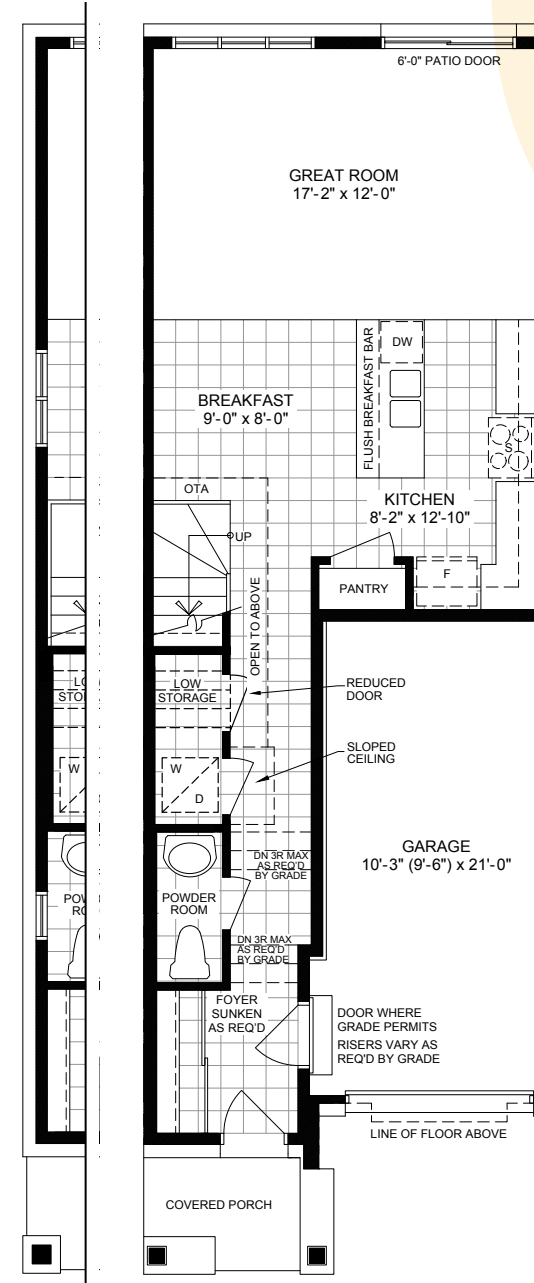 6'-0" PATIO DOOR
GREAT ROOM
17'-2" x 12'-0"
FLUSH BREAKFAST BAR
DW
BREAKFAST
9'-0" x 8'-0"
S
OTA
KITCHEN
8'-2" x 12'-10"
UP
F
PANTRY
OPEN TO ABOVE
LO
STOR
LOW
STORAGE
REDUCED
DOOR
SLOPED
CEILING
W
W
D
GARAGE
10'-3" (9'-6") x 21'-0"
DN 3R MAX
AS REQ'D
BY GRADE
POW
RO
POWDER
ROOM
DN 3R MAX
AS REQ'D
BY GRADE
FOYER
SUNKEN
AS REQ'D
DOOR WHERE
GRADE PERMITS
RISERS VARY AS
REQ'D BY GRADE
LINE OF FLOOR ABOVE
COVERED PORCH